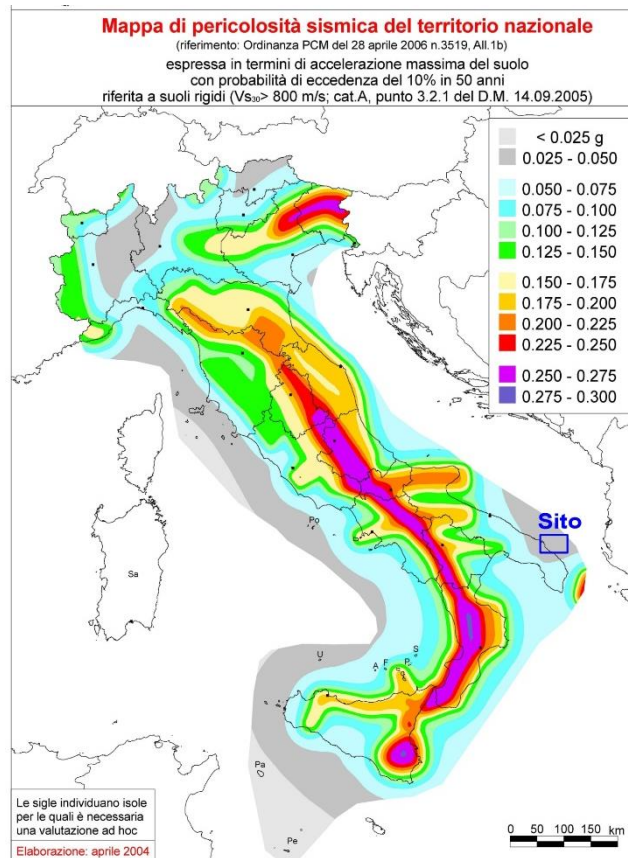 Mappa di pericolosità sismica del territorio nazionale
(riferimento: Ordinanza PCM del 28 aprile 2006 n.3519, All.1b)
espressa in termini di accelerazione massima del suolo
con probabilità di eccedenza del 10% in 50 anni
riferita a suoli rigidi (Vs₃₀> 800 m/s; cat.A, punto 3.2.1 del D.M. 14.09.2005)
< 0.025 g
0.025 - 0.050
0.050 - 0.075
0.075 - 0.100
0.100 - 0.125
0.125 - 0.150
0.150 - 0.175
0.175 - 0.200
0.200 - 0.225
0.225 - 0.250
0.250 - 0.275
0.275 - 0.300
Sito
Po
Sa
U
A
F
P
S
Pa
Pe
Le sigle individuano isole
per le quali è necessaria
una valutazione ad hoc
Elaborazione: aprile 2004
0 50 100 150 km